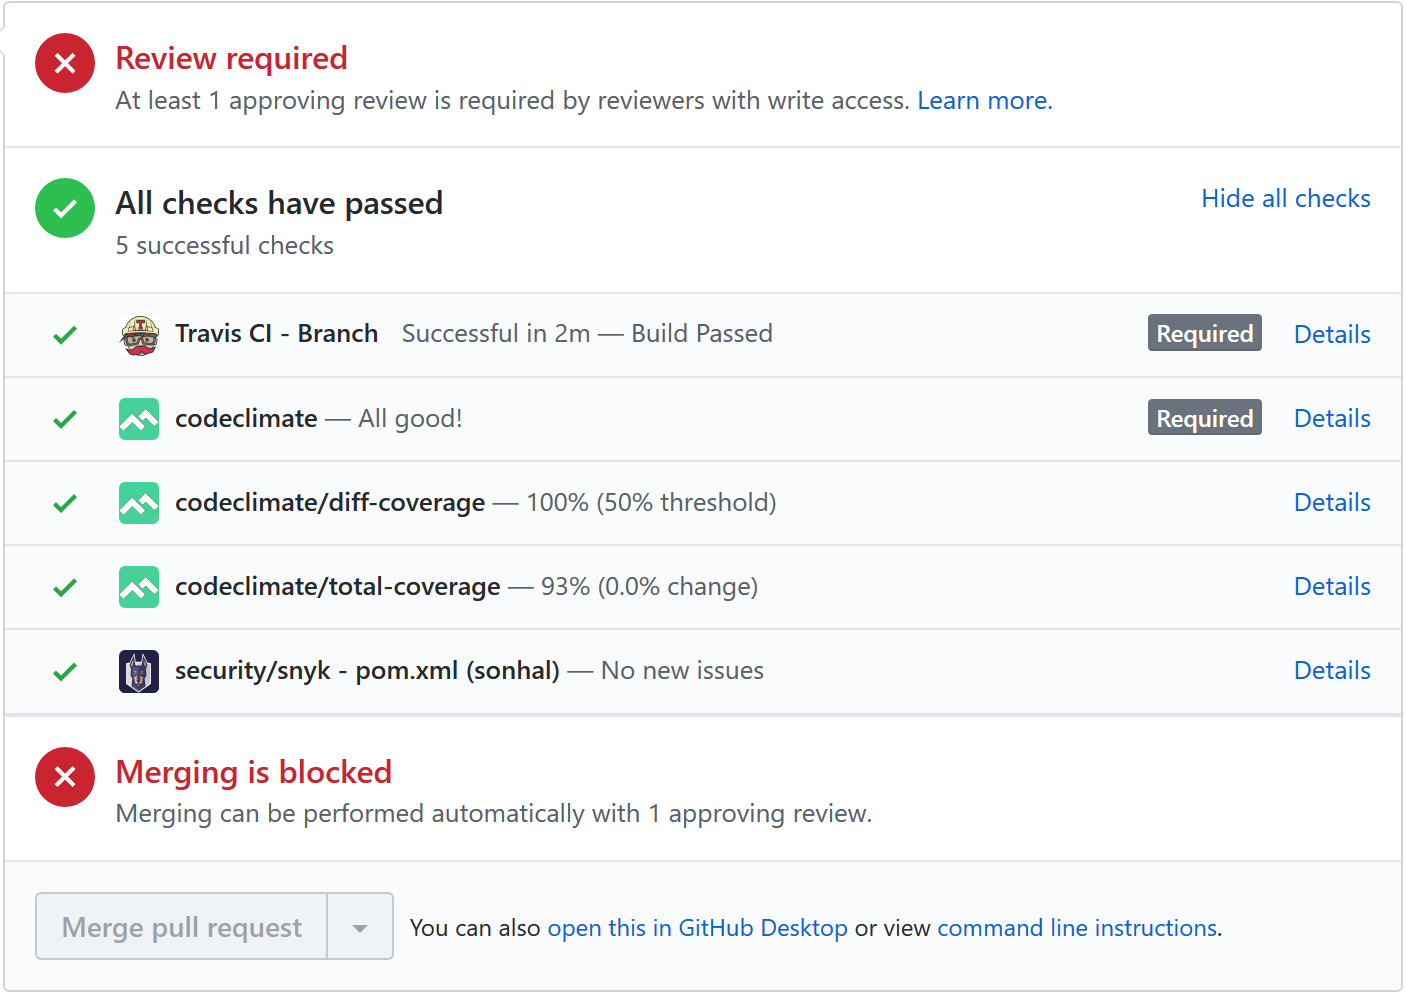 Review required
At least 1 approving review is required by reviewers with write access. Learn more.
All checks have passed
Hide all checks
5 successful checks
Travis CI - Branch Successful in 2m — Build Passed Required Details
codeclimate — All good! Required Details
codeclimate/diff-coverage — 100% (50% threshold) Details
codeclimate/total-coverage — 93% (0.0% change) Details
security/snyk - pom.xml (sonhal) — No new issues Details
Merging is blocked
Merging can be performed automatically with 1 approving review.
Merge pull request You can also open this in GitHub Desktop or view command line instructions.